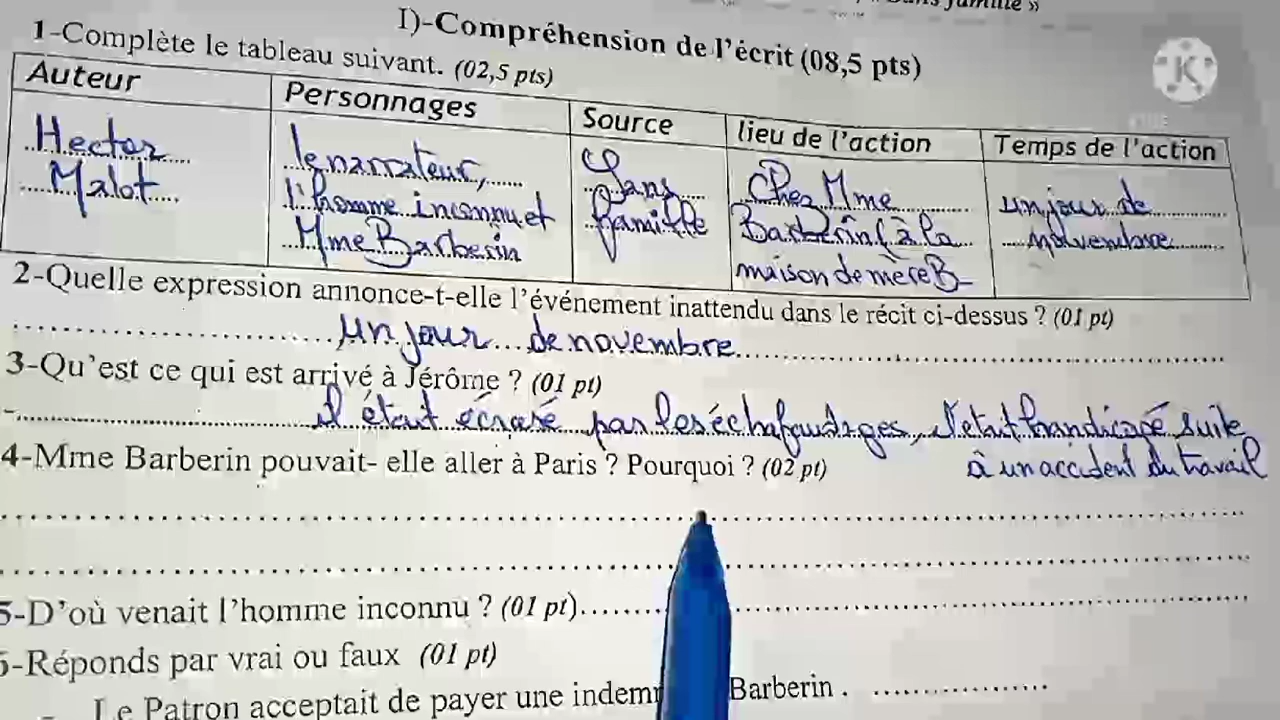 « Sans famille »
I)-Compréhension de l'écrit (08,5 pts)
1-Complète le tableau suivant. (02,5 pts)
Auteur Personnages Source lieu de l'action Temps de l'action
Hector le narrateur, Sans Chez Mme un jour de
Malot l'homme inconnu et famille Barberin (à la novembre
Mme Barberin maison de mère B
2-Quelle expression annonce-t-elle l'événement inattendu dans le récit ci-dessus ? (01 pt)
un jour de novembre
3-Qu'est ce qui est arrivé à Jérôme ? (01 pt)
il était écrasé par les échafaudages, l'était handicapé suite
à un accident du travail
4-Mme Barberin pouvait- elle aller à Paris ? Pourquoi ? (02 pt)
5-D'où venait l'homme inconnu ? (01 pt)
6-Réponds par vrai ou faux (01 pt)
- Le Patron acceptait de payer une indem Barberin .
K